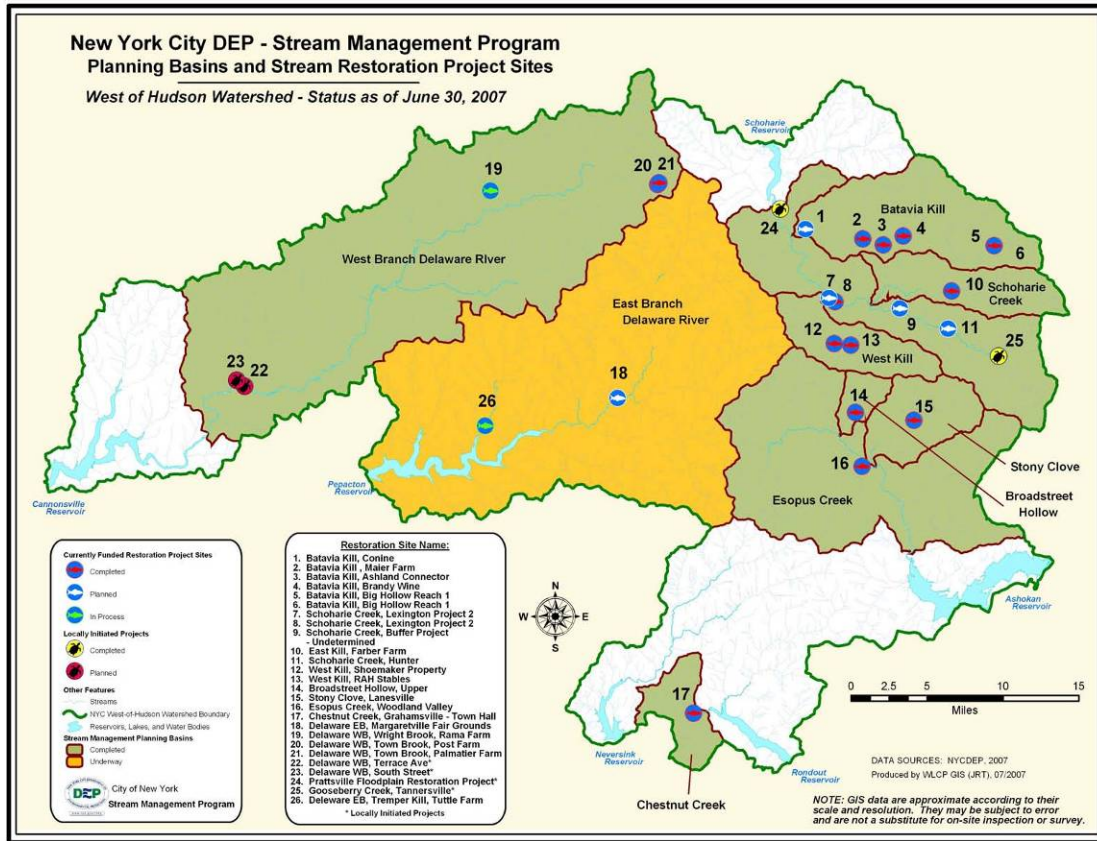 New York City DEP - Stream Management Program
Planning Basins and Stream Restoration Project Sites
West of Hudson Watershed - Status as of June 30, 2007
Schoharie
Reservoir
19
20 21
24
1
Batavia Kill
2
3
4
5
6
West Branch Delaware River
7 8
10
Schoharie
Creek
9
11
East Branch
Delaware River
12
13
West Kill
25
23
22
18
26
14
15
16
Stony Clove
Broadstreet
Hollow
Esopus Creek
Cannonsville
Reservoir
Pepacton
Reservoir
Ashokan
Reservoir
Currently Funded Restoration Project Sites
Completed
Planned
In Process
Locally Initiated Projects
Completed
Planned
Other Features
Streams
NYC West-of-Hudson Watershed Boundary
Reservoirs, Lakes, and Water Bodies
Stream Management Planning Basins
Completed
Underway
DEP
City of New York
Stream Management Program
Restoration Site Name:
1. Batavia Kill, Conine
2. Batavia Kill , Maier Farm
3. Batavia Kill, Ashland Connector
4. Batavia Kill, Brandy Wine
5. Batavia Kill, Big Hollow Reach 1
6. Batavia Kill, Big Hollow Reach 1
7. Schoharie Creek, Lexington Project 2
8. Schoharie Creek, Lexington Project 2
9. Schoharie Creek, Buffer Project
- Undetermined
10. East Kill, Farber Farm
11. Schoharie Creek, Hunter
12. West Kill, Shoemaker Property
13. West Kill, RAH Stables
14. Broadstreet Hollow, Upper
15. Stony Clove, Lanesville
16. Esopus Creek, Woodland Valley
17. Chestnut Creek, Grahamsville - Town Hall
18. Delaware EB, Margaretville Fair Grounds
19. Delaware WB, Wright Brook, Rama Farm
20. Delaware WB, Town Brook, Post Farm
21. Delaware WB, Town Brook, Palmatier Farm
22. Delaware WB, Terrace Ave*
23. Delaware WB, South Street*
24. Prattsville Floodplain Restoration Project*
25. Gooseberry Creek, Tannersville*
26. Deleware EB, Tremper Kill, Tuttle Farm
* Locally Initiated Projects
N
W E
S
17
Neversink
Reservoir
Rondout
Reservoir
Chestnut Creek
0 2.5 5 10 15
Miles
DATA SOURCES: NYCDEP, 2007
Produced by WLCP GIS (JRT), 07/2007
NOTE: GIS data are approximate according to their
scale and resolution. They may be subject to error
and are not a substitute for on-site inspection or survey.